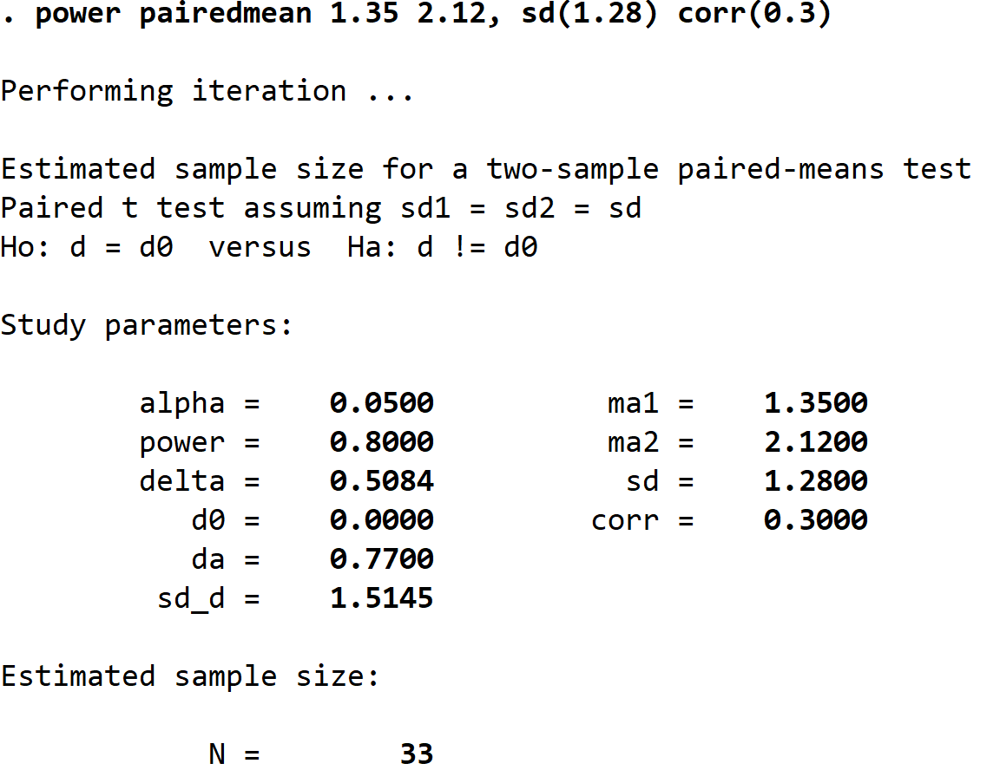 . power pairedmean 1.35 2.12, sd(1.28) corr(0.3)
Performing iteration ...
Estimated sample size for a two-sample paired-means test
Paired t test assuming sd1 = sd2 = sd
Ho: d = d0  versus  Ha: d != d0
Study parameters:
alpha =    0.0500          ma1 =    1.3500
power =    0.8000          ma2 =    2.1200
delta =    0.5084           sd =    1.2800
d0 =    0.0000         corr =    0.3000
da =    0.7700
sd_d =    1.5145
Estimated sample size:
N =        33